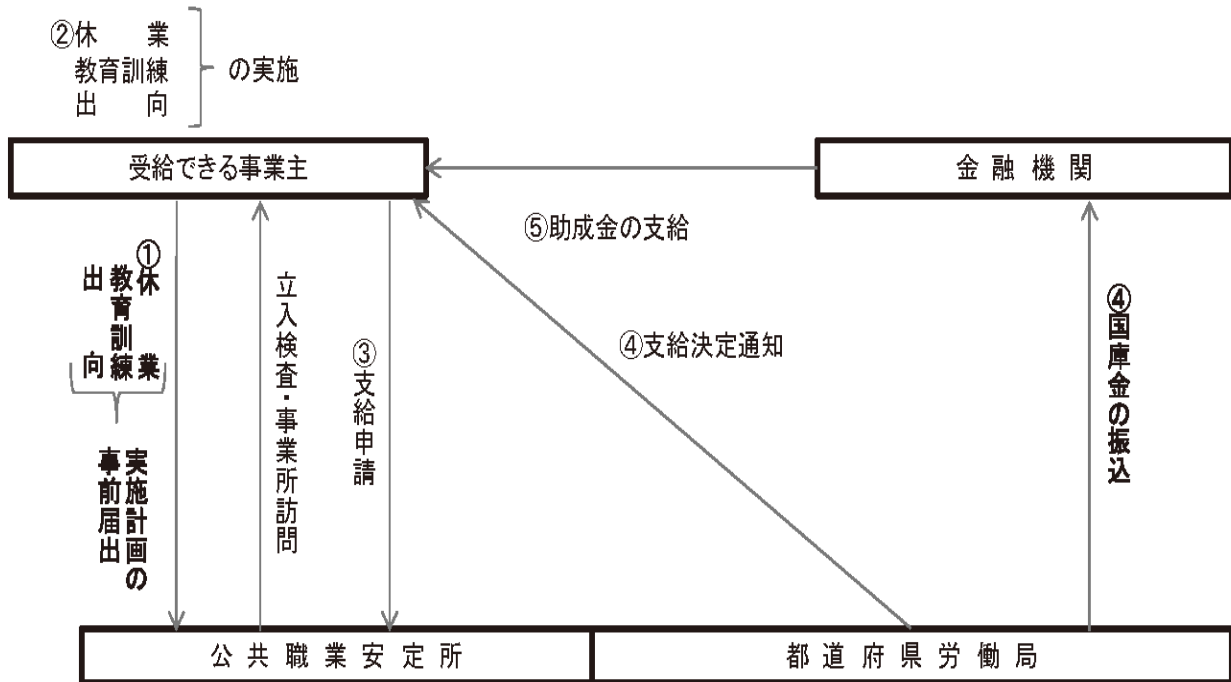 ②休　業
教育訓練
出　向
の実施
受給できる事業主
金融機関
⑤助成金の支給
①休業
教育訓練
出向
実施計画の
事前届出
立入検査・事業所訪問
③支給申請
④支給決定通知
④国庫金の振込
公共職業安定所
都道府県労働局